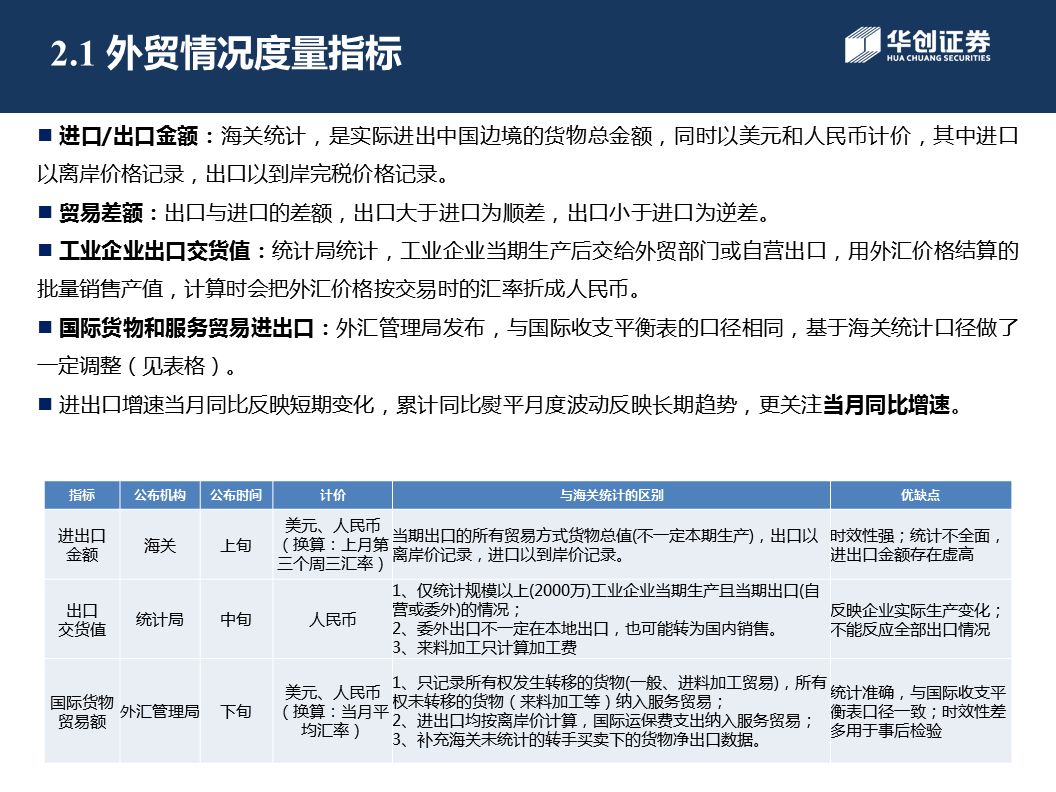 2.1 外贸情况度量指标
华创证券
HUA CHUANG SECURITIES
■ 进口/出口金额：海关统计，是实际进出中国边境的货物总金额，同时以美元和人民币计价，其中进口
以离岸价格记录，出口以到岸完税价格记录。
■ 贸易差额：出口与进口的差额，出口大于进口为顺差，出口小于进口为逆差。
■ 工业企业出口交货值：统计局统计，工业企业当期生产后交给外贸部门或自营出口，用外汇价格结算的
批量销售产值，计算时会把外汇价格按交易时的汇率折成人民币。
■ 国际货物和服务贸易进出口：外汇管理局发布，与国际收支平衡表的口径相同，基于海关统计口径做了
一定调整（见表格）。
■ 进出口增速当月同比反映短期变化，累计同比熨平月度波动反映长期趋势，更关注当月同比增速。
指标 公布机构 公布时间 计价 与海关统计的区别 优缺点
进出口
金额
海关
上旬
美元、人民币
（换算：上月第
三个周三汇率）
当期出口的所有贸易方式货物总值(不一定本期生产)，出口以
离岸价记录，进口以到岸价记录。
时效性强；统计不全面，
进出口金额存在虚高
出口
交货值
统计局
中旬
人民币
1、仅统计规模以上(2000万)工业企业当期生产且当期出口(自
营或委外)的情况；
2、委外出口不一定在本地出口，也可能转为国内销售。
3、来料加工只计算加工费
反映企业实际生产变化；
不能反应全部出口情况
国际货物
贸易额
外汇管理局
下旬
美元、人民币
（换算：当月平
均汇率）
1、只记录所有权发生转移的货物(一般、进料加工贸易)，所有
权未转移的货物（来料加工等）纳入服务贸易；
2、进出口均按离岸价计算，国际运保费支出纳入服务贸易；
3、补充海关未统计的转手买卖下的货物净出口数据。
统计准确，与国际收支平
衡表口径一致；时效性差
多用于事后检验